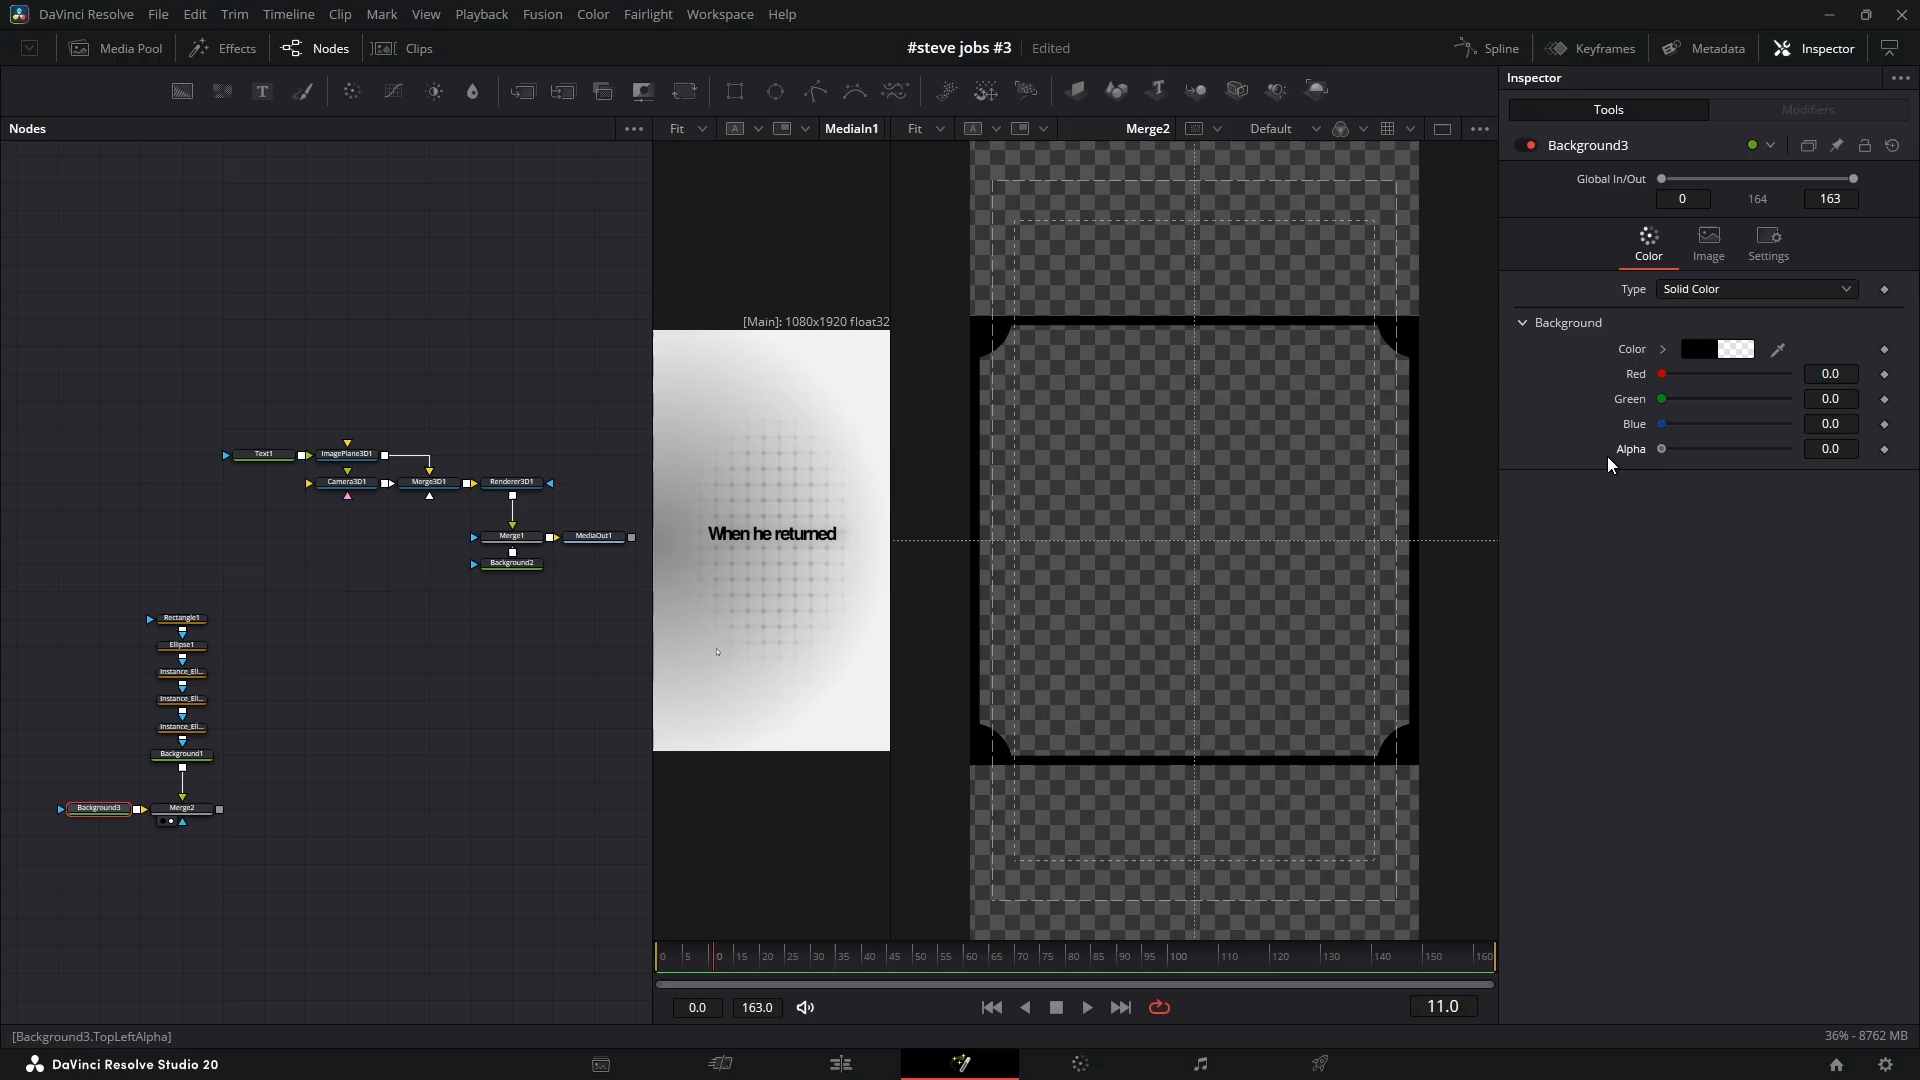 DaVinci Resolve File Edit Trim Timeline Clip Mark View Playback Fusion Color Fairlight Workspace Help
Media Pool Effects Nodes Clips #steve jobs #3 Edited Spline Keyframes Metadata Inspector
Inspector
Tools Modifiers
Nodes Fit A MediaIn1 Fit A Merge2 Default
Background3
Global In/Out
0 164 163
Color Image Settings
Type Solid Color
Background
Color
Red 0.0
Green 0.0
Blue 0.0
Alpha 0.0
[Main]: 1080x1920 float32
When he returned
Text1 ImagePlane3D1
Camera3D1 Merge3D1 Renderer3D1
Merge1 MediaOut1
Background2
Rectangle1
Ellipse1
Instance_Ell...
Instance_Ell...
Instance_Ell...
Background1
Background3 Merge2
0 5 0 15 20 25 30 35 40 45 50 55 60 65 70 75 80 85 90 95 100 110 120 130 140 150 160
0.0 163.0 11.0
[Background3.TopLeftAlpha] 36% - 8762 MB
DaVinci Resolve Studio 20